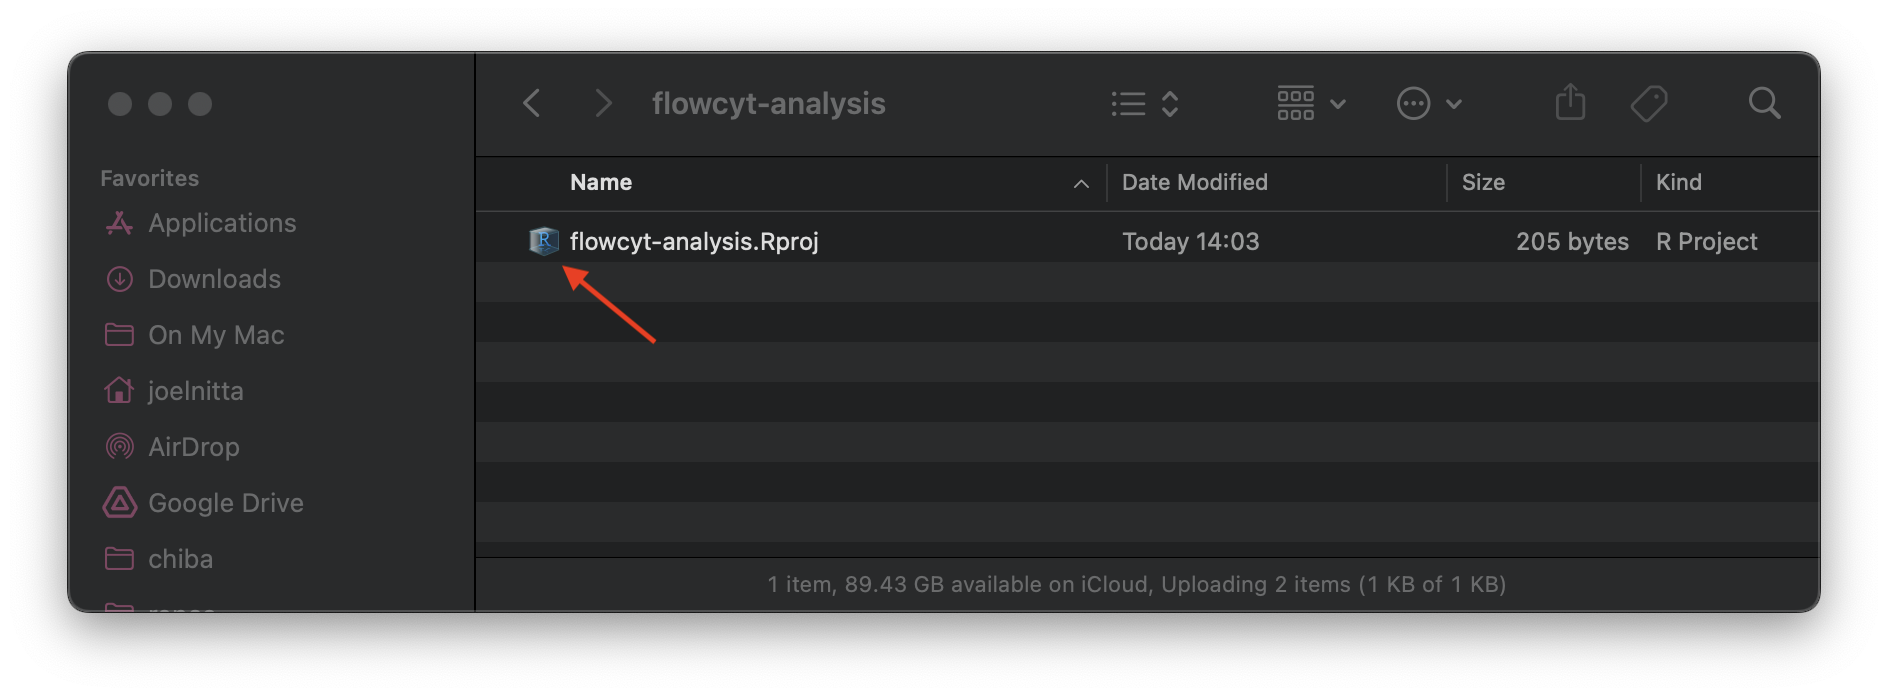 flowcyt-analysis
Favorites
Applications
Downloads
On My Mac
joelnitta
AirDrop
Google Drive
chiba
Name Date Modified Size Kind
flowcyt-analysis.Rproj Today 14:03 205 bytes R Project
1 item, 89.43 GB available on iCloud, Uploading 2 items (1 KB of 1 KB)